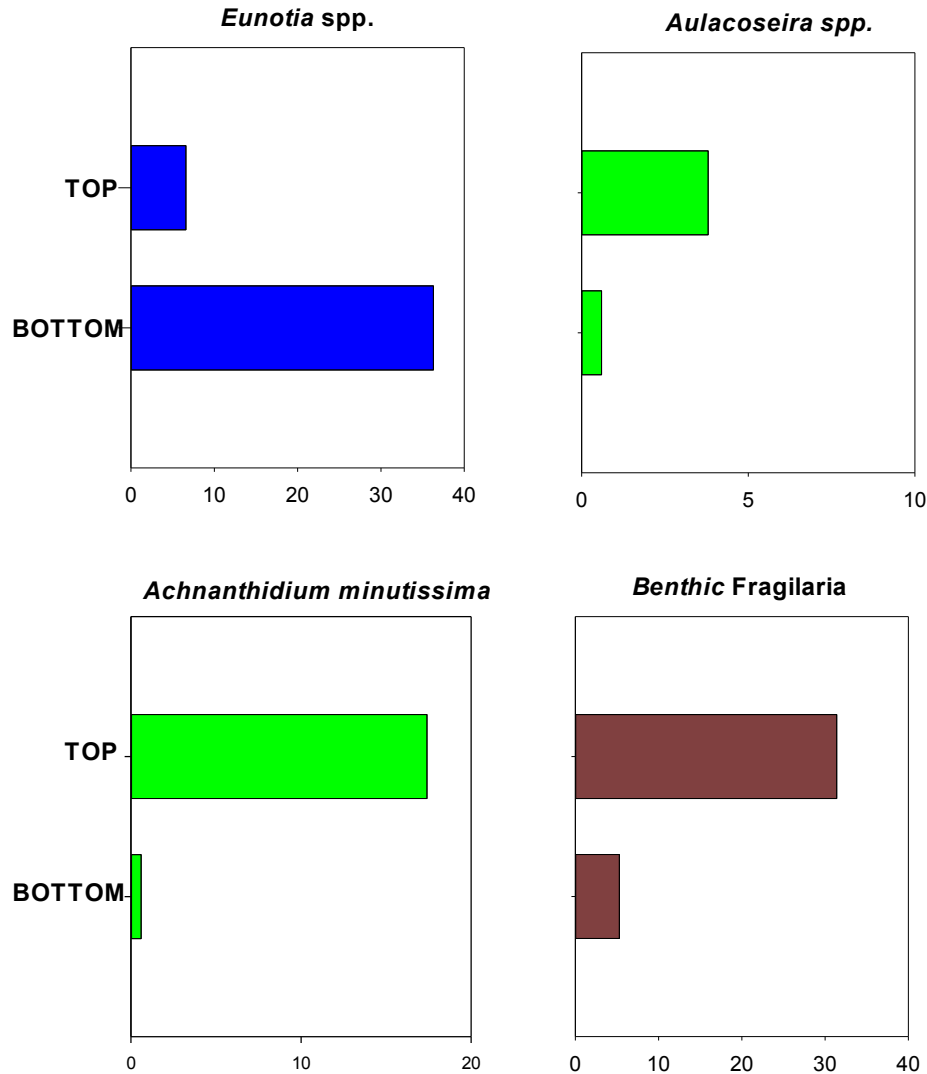 Eunotia spp.
Aulacoseira spp.
TOP
BOTTOM
0 10 20 30 40
0 5 10
Achnanthidium minutissima
Benthic Fragilaria
TOP
BOTTOM
0 10 20
0 10 20 30 40